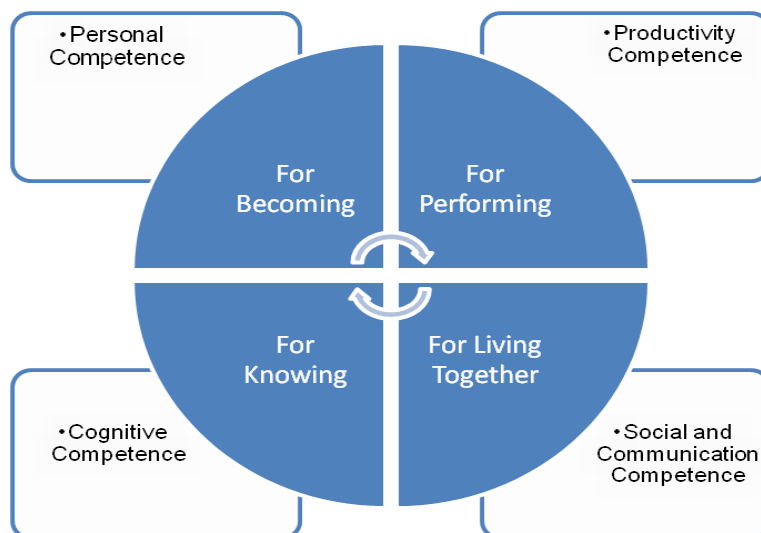 •Personal
Competence
•Productivity
Competence
For
Becoming
For
Performing
For
Knowing
For Living
Together
•Cognitive
Competence
•Social and
Communication
Competence